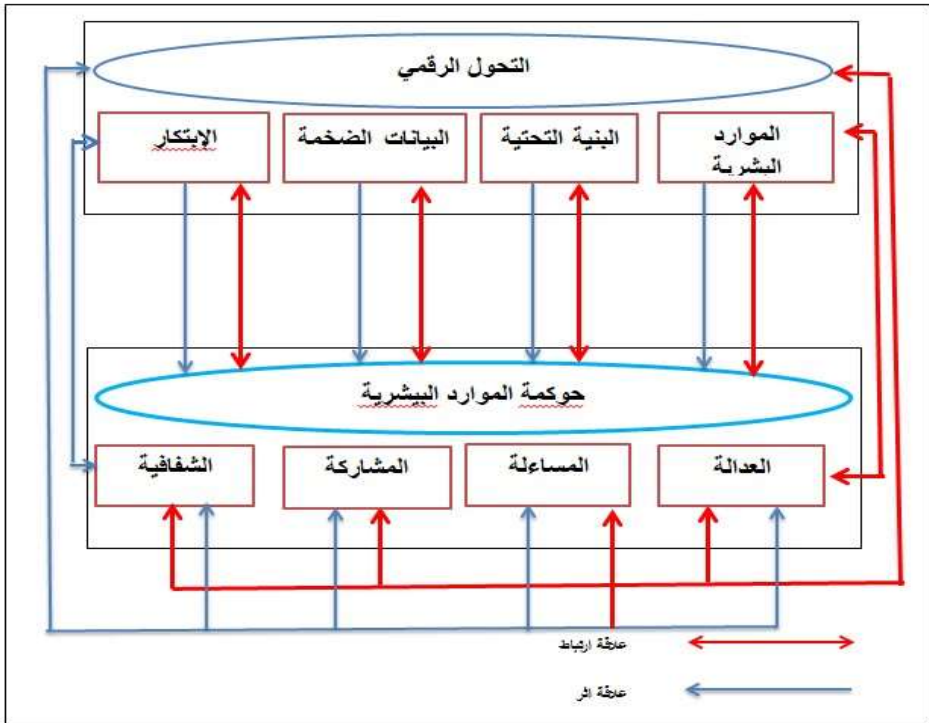 التحول الرقمي
الموارد
البشرية
البنية التحتية
البيانات الضخمة
الإبتكار
حوكمة الموارد البيشرية
العدالة
المساءلة
المشاركة
الشفافية
علاقة ارتباط
علاقة اثر